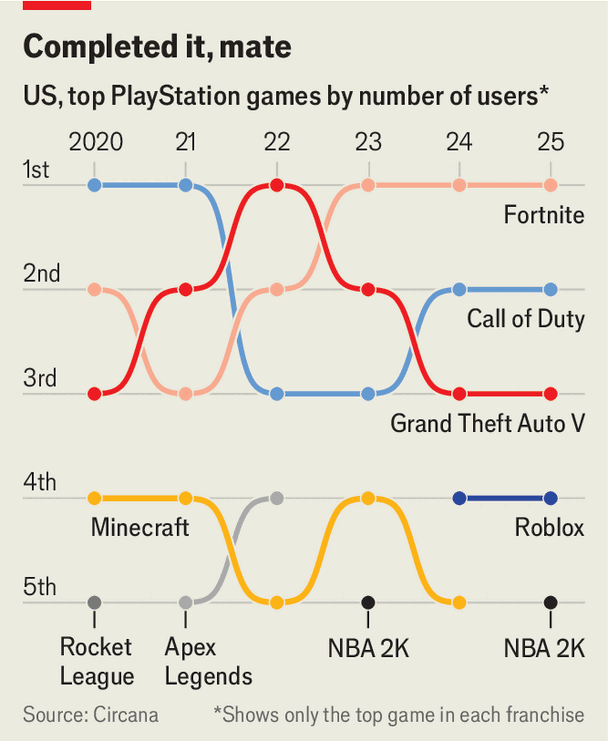 Completed it, mate
US, top PlayStation games by number of users*
2020 21 22 23 24 25
1st
Fortnite
2nd
Call of Duty
3rd
Grand Theft Auto V
4th
Minecraft Roblox
5th
Rocket League
Apex Legends
NBA 2K
NBA 2K
Source: Circana *Shows only the top game in each franchise